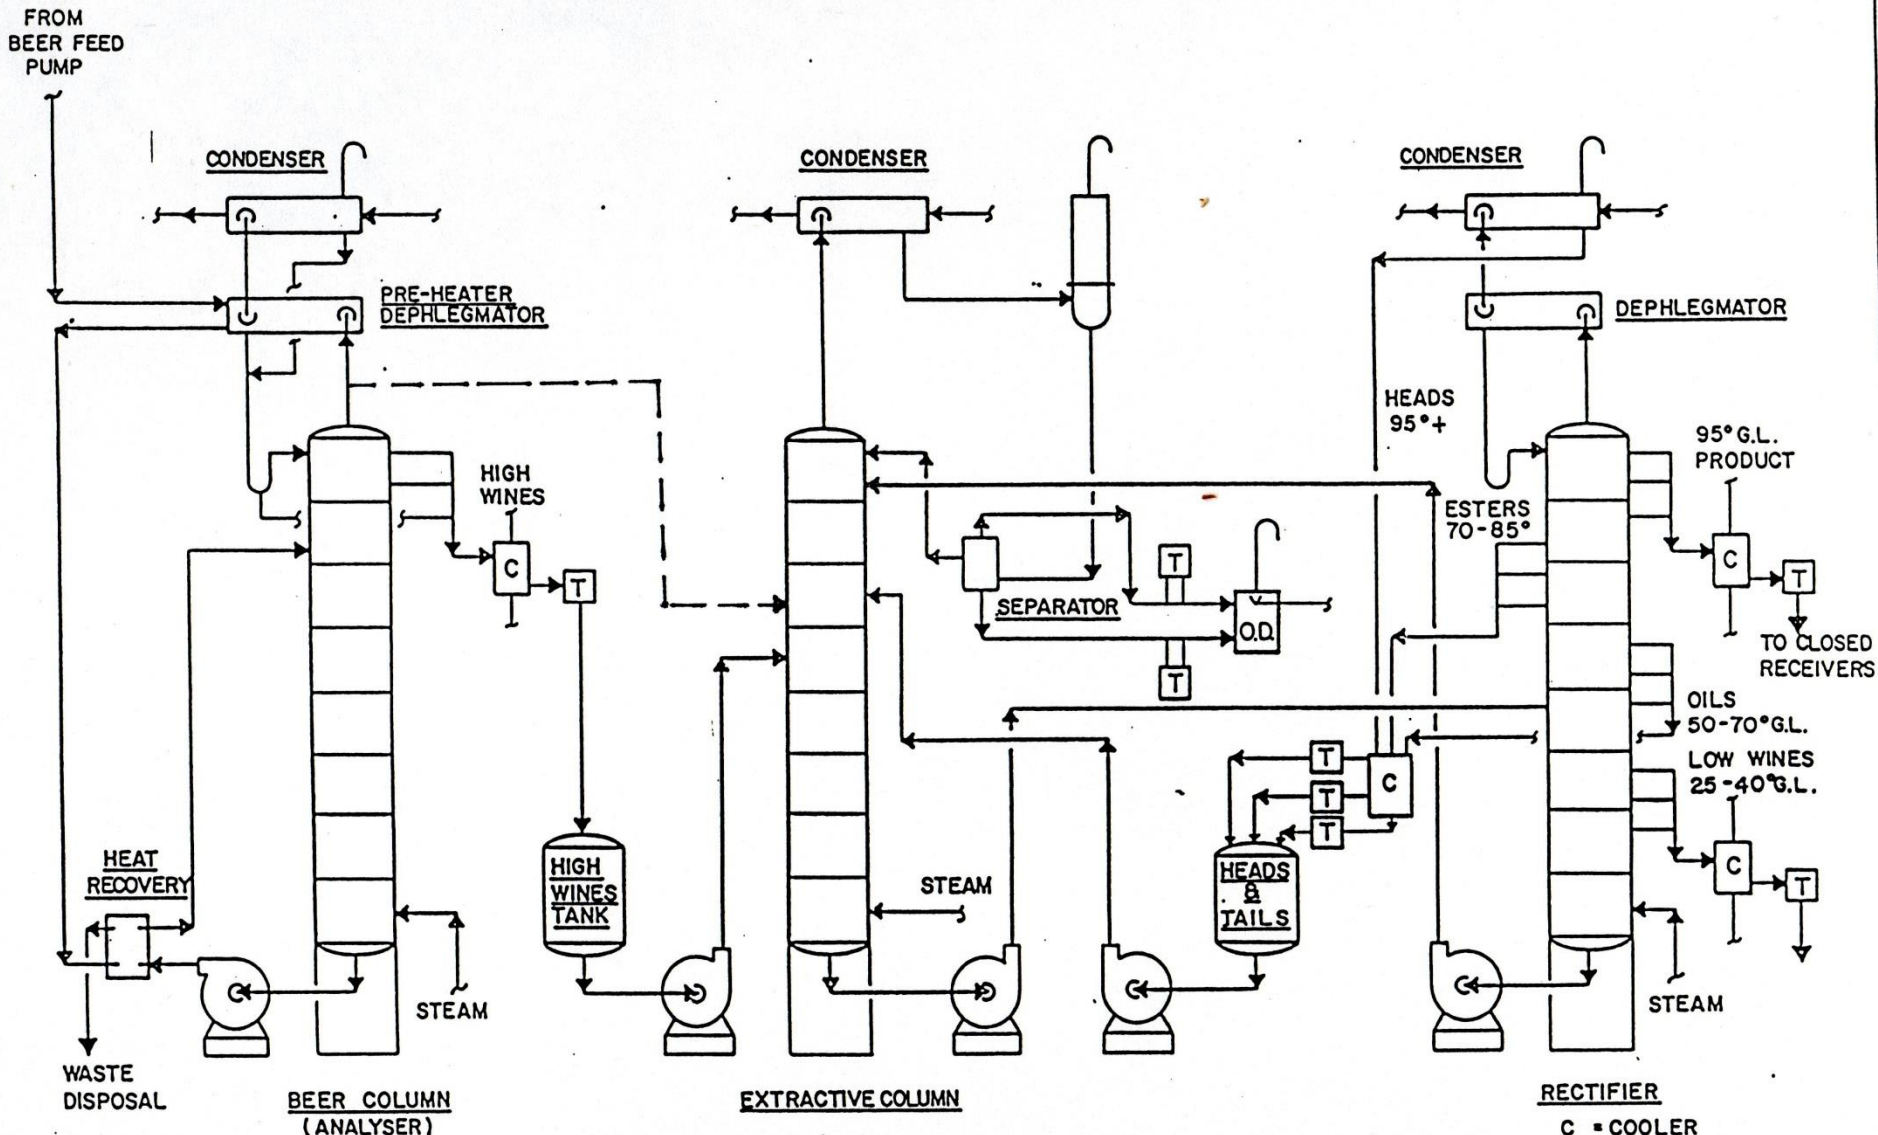 FROM
BEER FEED
PUMP
CONDENSER
CONDENSER
CONDENSER
PRE-HEATER
DEPHLEGMATOR
DEPHLEGMATOR
HEADS
95°+
95° G.L.
PRODUCT
HIGH
WINES
ESTERS
70-85°
C
T
T
C
T
SEPARATOR
O.D.
T
TO CLOSED
RECEIVERS
OILS
50-70°G.L.
LOW WINES
25-40°G.L.
T
T
T
C
HEAT
RECOVERY
HIGH
WINES
TANK
STEAM
HEADS
&
TAILS
C
T
STEAM
STEAM
WASTE
DISPOSAL
BEER COLUMN
(ANALYSER)
EXTRACTIVE COLUMN
RECTIFIER
C = COOLER